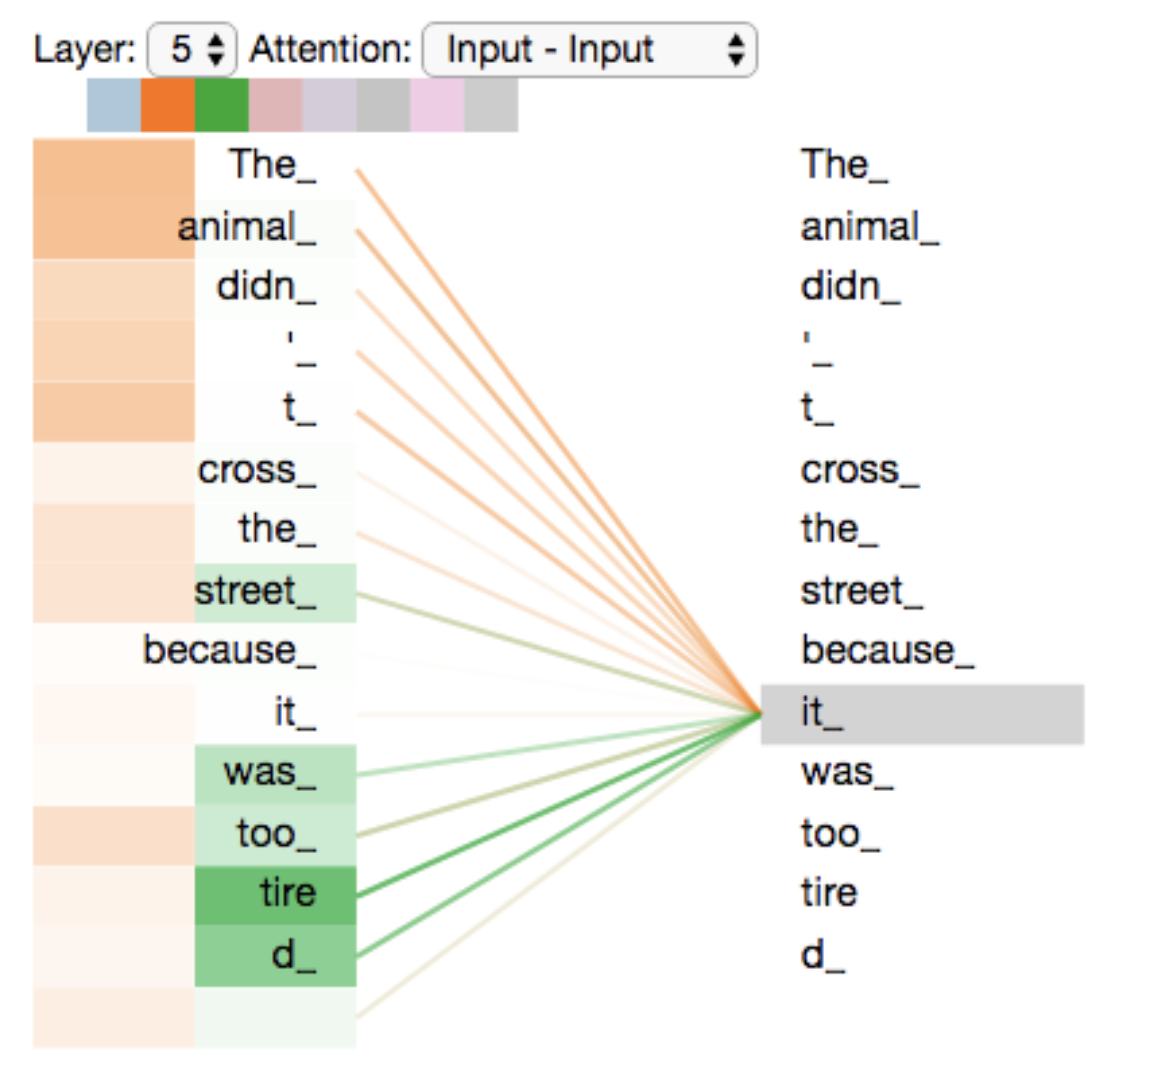 Layer: 5 Attention: Input - Input
The_ The_
animal_ animal_
didn_ didn_
'_ '_
t_ t_
cross_ cross_
the_ the_
street_ street_
because_ because_
it_ it_
was_ was_
too_ too_
tire tire
d_ d_